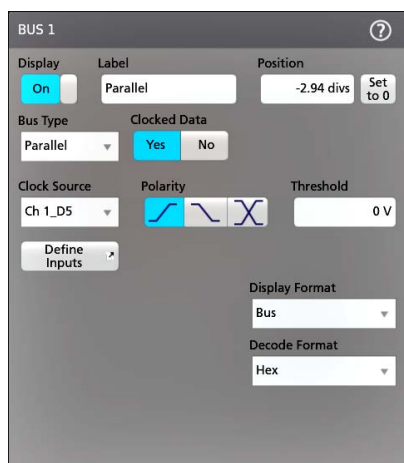 BUS 1
?
Display Label Position
On Parallel -2.94 divs Set
to 0
Bus Type Clocked Data
Parallel Yes No
Clock Source Polarity Threshold
Ch 1_D5 0 V
Define
Inputs
Display Format
Bus
Decode Format
Hex